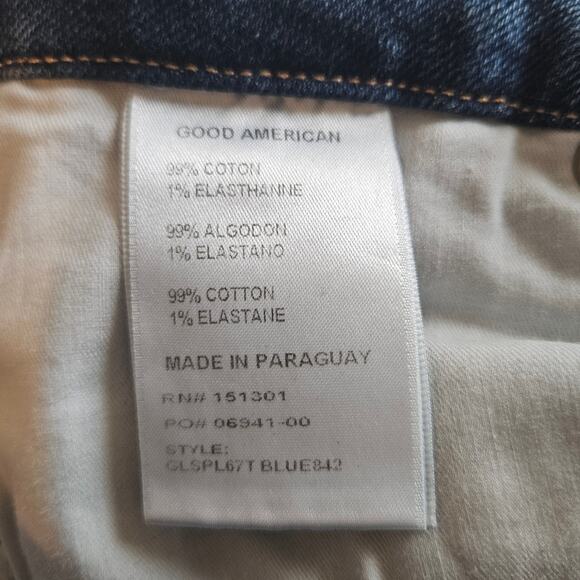 GOOD AMERICAN
99% COTON
1% ELASTHANNE
99% ALGODON
1% ELASTANO
99% COTTON
1% ELASTANE
MADE IN PARAGUAY
RN# 151301
PO# 06941-00
STYLE:
GLSPL67T BLUE842